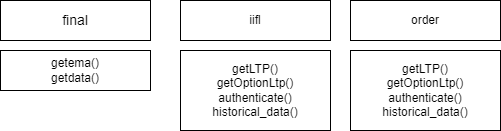 final
iifl
order
getema()
getdata()
getLTP()
getOptionLtp()
authenticate()
historical_data()
getLTP()
getOptionLtp()
authenticate()
historical_data()